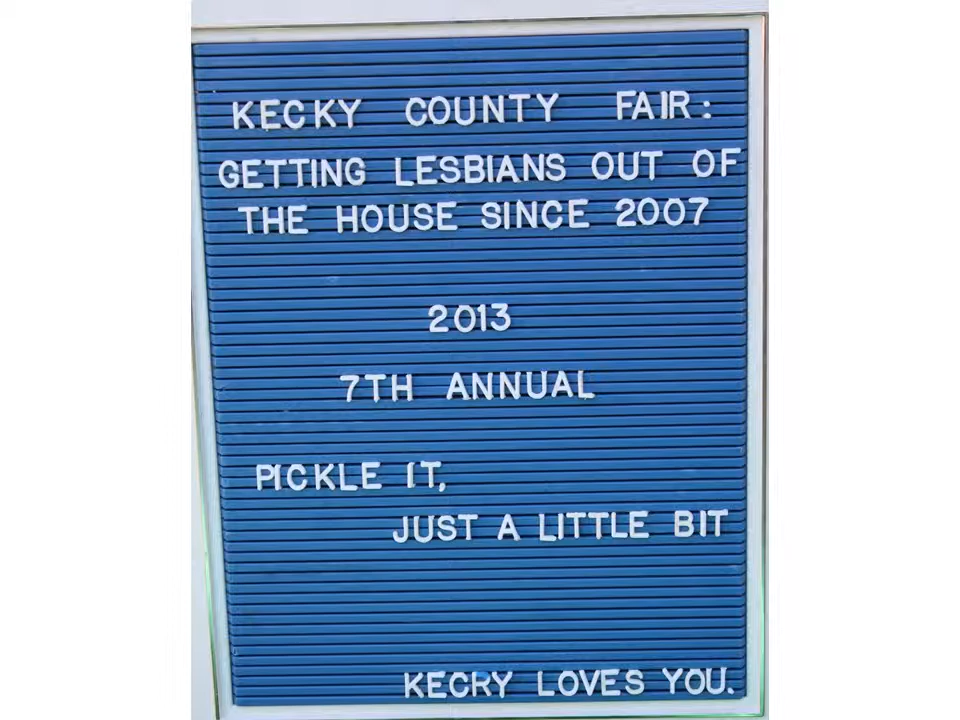 KECKY COUNTY FAIR:
GETTING LESBIANS OUT OF
THE HOUSE SINCE 2007
2013
7TH ANNUAL
PICKLE IT,
JUST A LITTLE BIT
KECKY LOVES YOU.